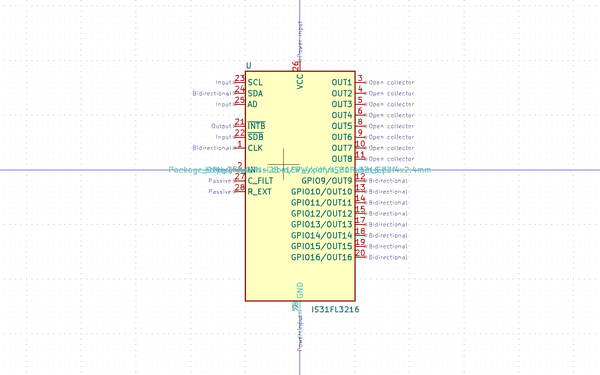 Power input
26
VCC
U
Input 23 SCL OUT1 3 Open collector
Bidirectional 24 SDA OUT2 4 Open collector
Input 25 AD OUT3 5 Open collector
OUT4 6 Open collector
Output 21 INTB OUT5 8 Open collector
Input 22 SDB OUT6 9 Open collector
Bidirectional 1 CLK OUT7 10 Open collector
OUT8 11 Open collector
2
Passive 27 C_FILT GPIO9/OUT9 12 Bidirectional
Passive 28 R_EXT GPIO10/OUT10 13 Bidirectional
GPIO11/OUT11 14 Bidirectional
GPIO12/OUT12 15 Bidirectional
GPIO13/OUT13 17 Bidirectional
GPIO14/OUT14 18 Bidirectional
GPIO15/OUT15 19 Bidirectional
GPIO16/OUT16 20 Bidirectional
GND
IS31FL3216
Power input